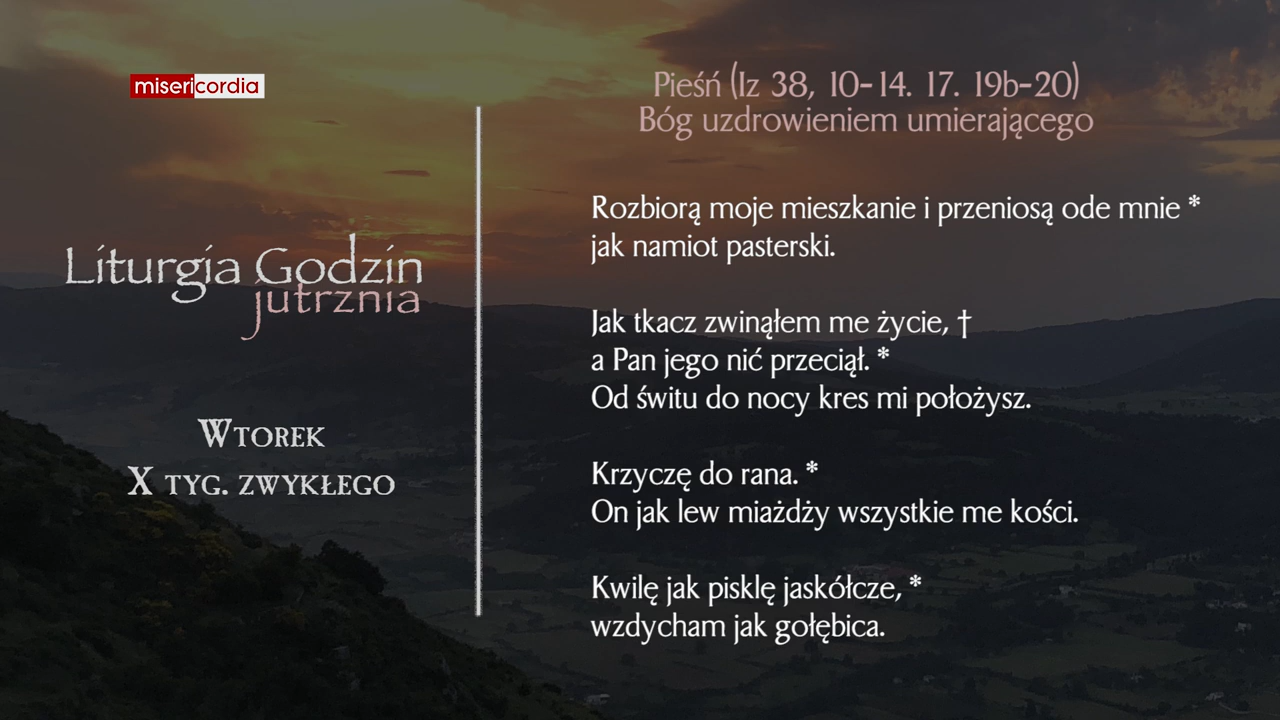 misericordia
Liturgia Godzin
jutrznia
Wtorek
X tyg. zwykłego
Pieśń (Iz 38, 10-14. 17. 19b-20)
Bóg uzdrowieniem umierającego
Rozbiorą moje mieszkanie i przeniosą ode mnie *
jak namiot pasterski.
Jak tkacz zwinąłem me życie, †
a Pan jego nić przeciął. *
Od świtu do nocy kres mi położysz.
Krzyczę do rana. *
On jak lew miażdży wszystkie me kości.
Kwilę jak pisklę jaskółcze, *
wzdycham jak gołębica.